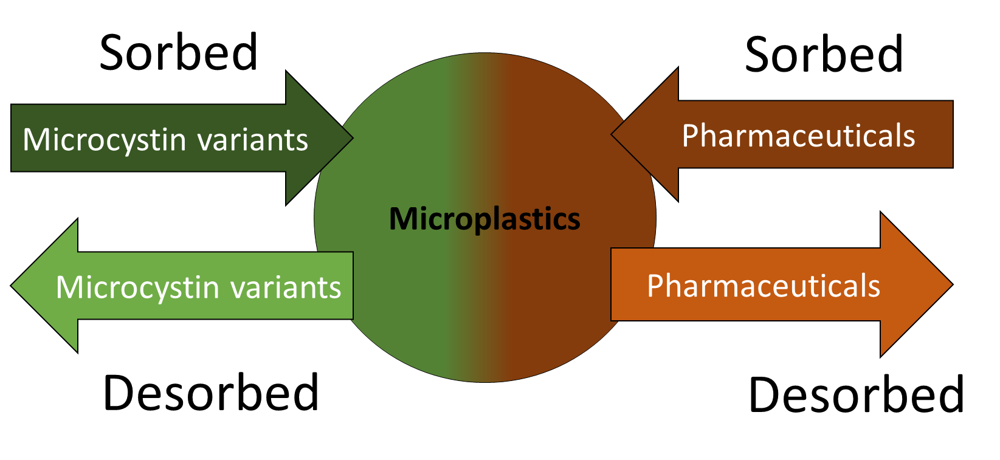 Sorbed
Sorbed
Microcystin variants
Pharmaceuticals
Microplastics
Microcystin variants
Pharmaceuticals
Desorbed
Desorbed